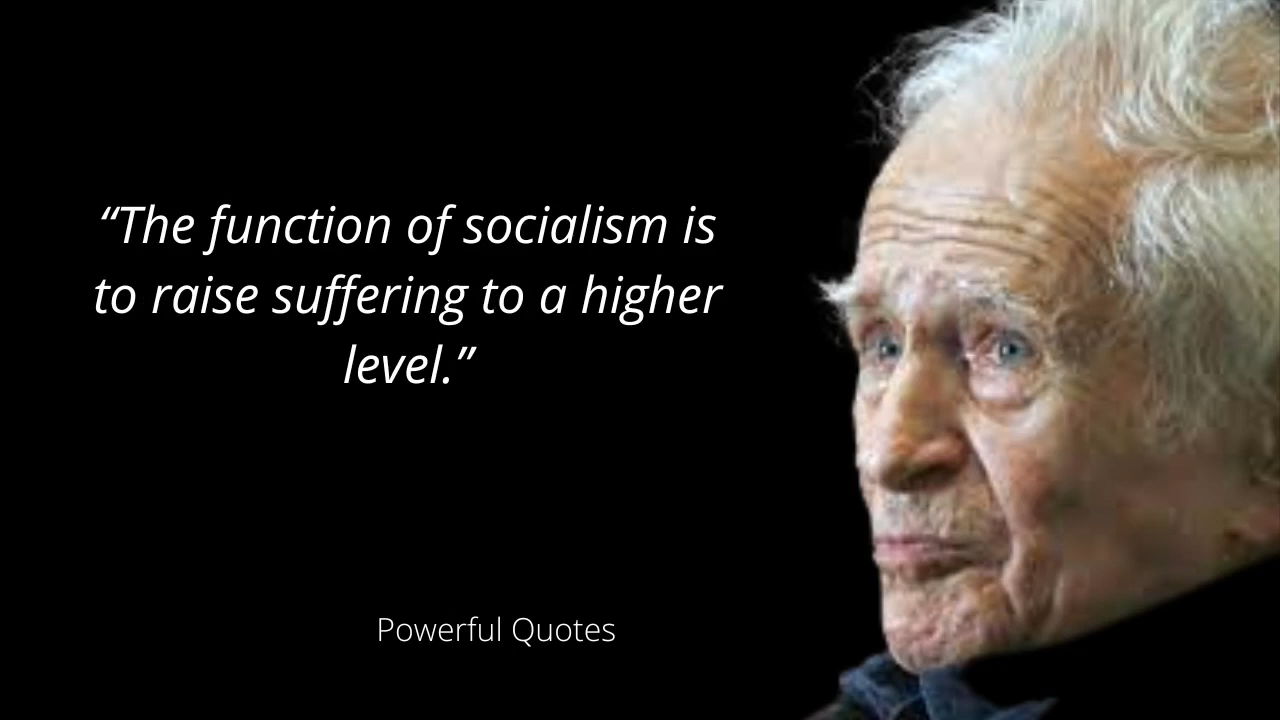 “The function of socialism is
to raise suffering to a higher
level.”
Powerful Quotes